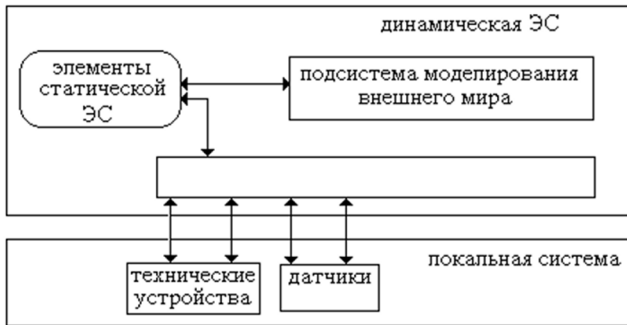 динамическая ЭС
элементы
статической
ЭС
подсистема моделирования
внешнего мира
локальная система
технические
устройства
датчики